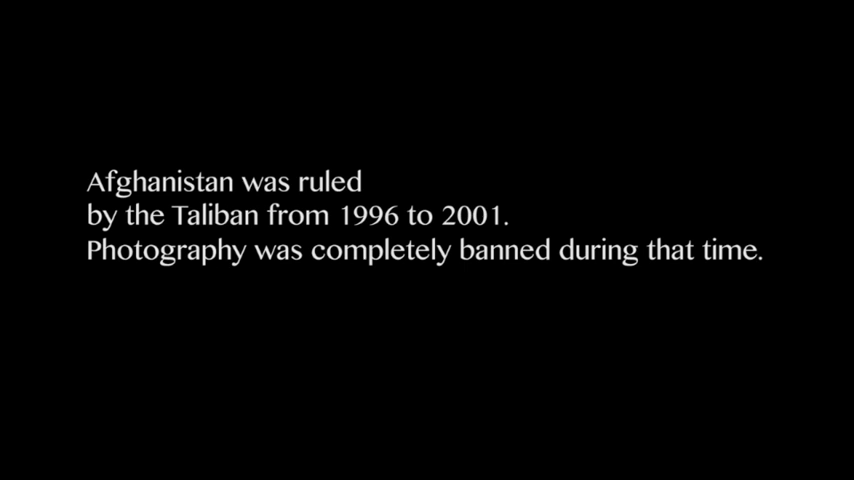 Afghanistan was ruled
by the Taliban from 1996 to 2001.
Photography was completely banned during that time.